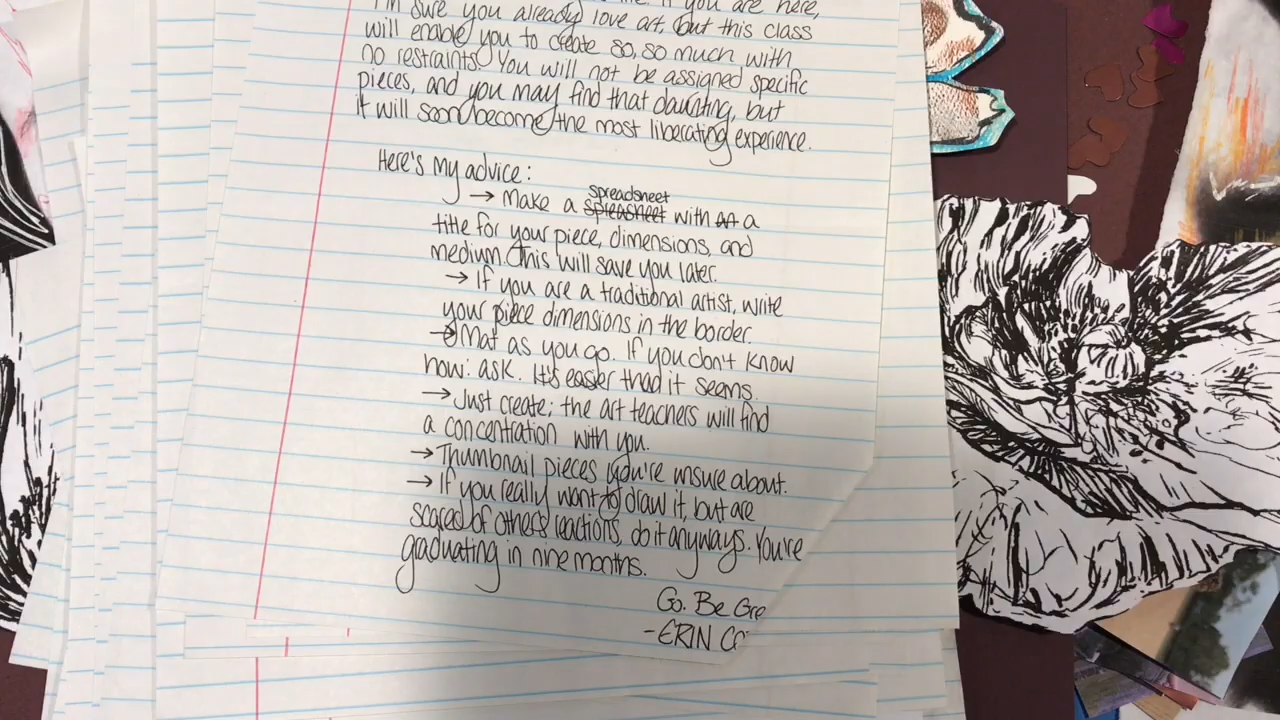 I'm sure you already love art, but this class
will enable you to create so, so much with
no restraints. You will not be assigned specific
pieces, and you may find that daunting, but
it will soon become the most liberating experience.
Here's my advice:
→ Make a spreadsheet with a
title for your piece, dimensions, and
medium. This will save you later.
→ If you are a traditional artist, write
your piece dimensions in the border.
→ Mat as you go. If you don't know
how: ask. It's easier than it seems.
→ Just create; the art teachers will find
a concentration with you.
→ Thumbnail pieces you're unsure about.
→ If you really want to draw it, but are
scared of others reactions, do it anyways. You're
graduating in nine months.
Go. Be Gre
-ERIN